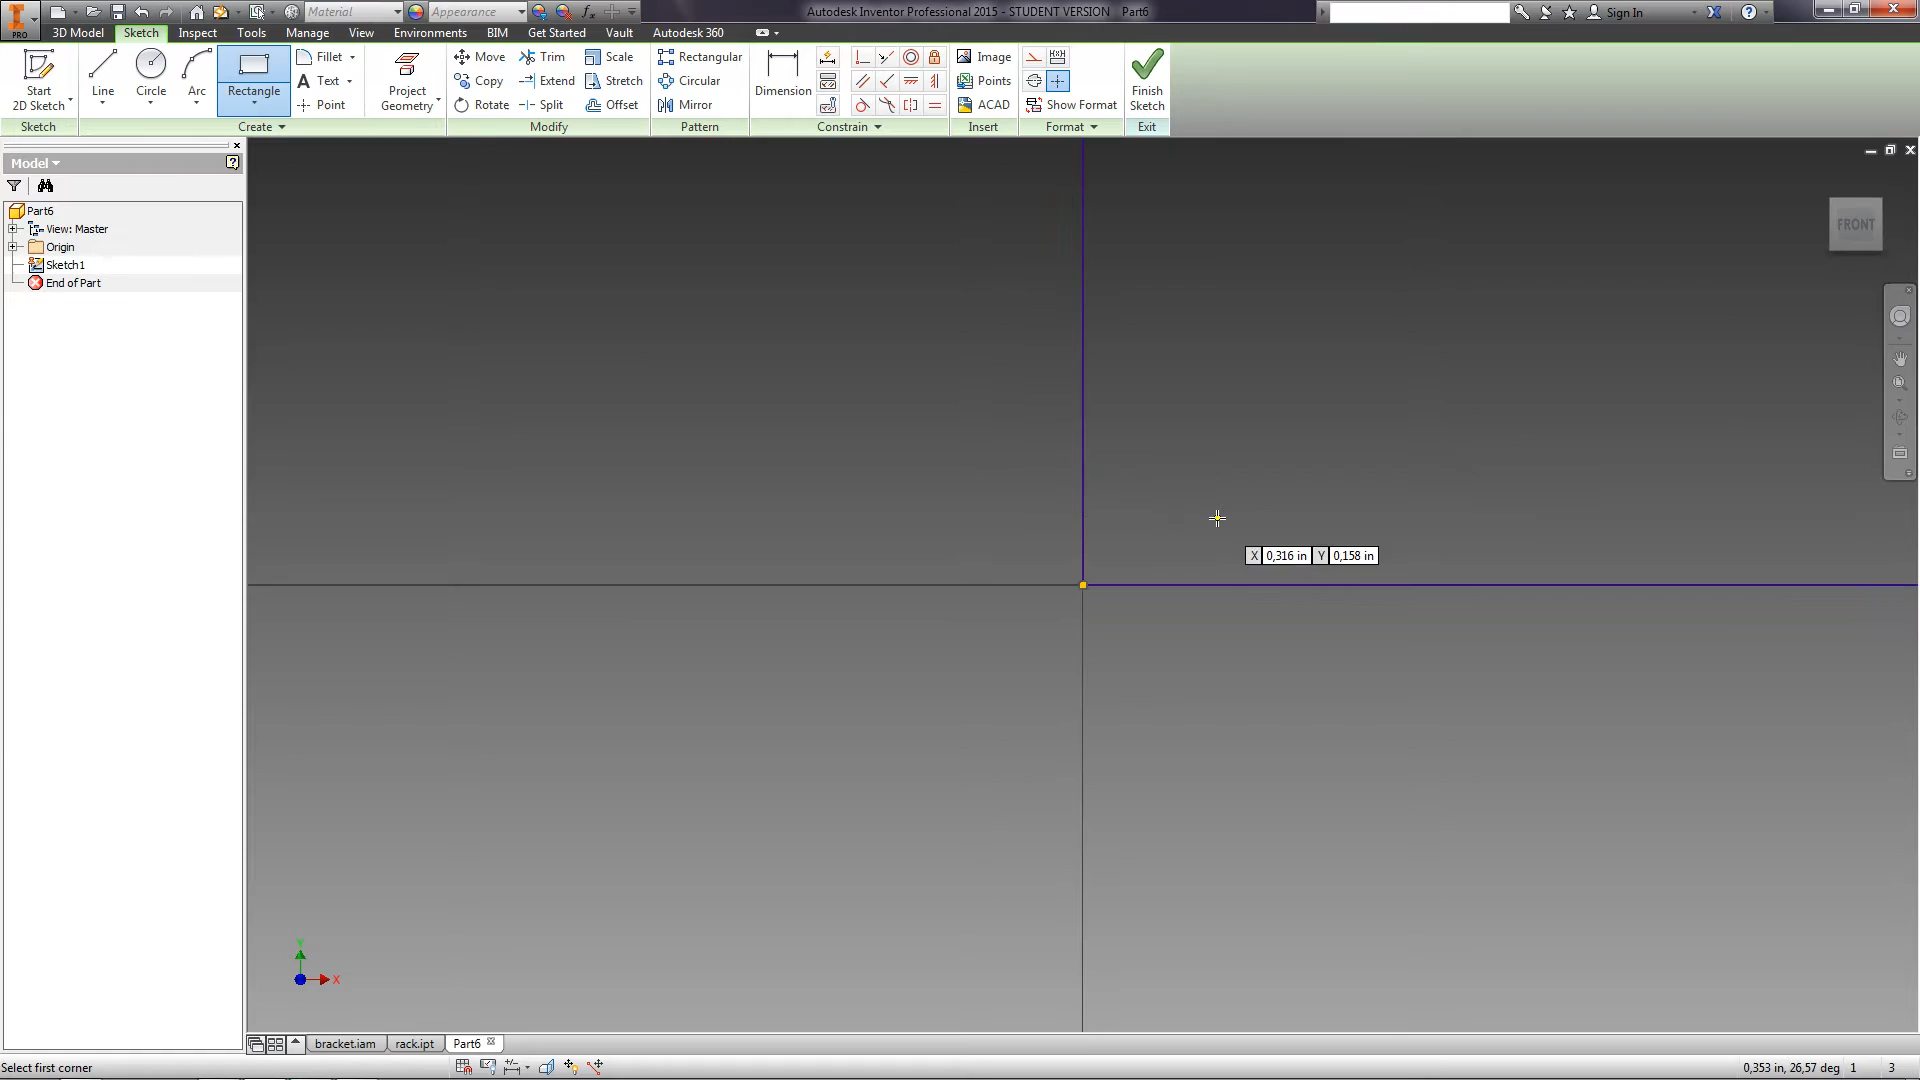 Material
Appearance
Autodesk Inventor Professional 2015 - STUDENT VERSION Part6
Sign In
PRO
3D Model
Sketch
Inspect
Tools
Manage
View
Environments
BIM
Get Started
Vault
Autodesk 360
Start
2D Sketch
Line
Circle
Arc
Rectangle
Fillet
Text
Point
Project
Geometry
Move
Copy
Rotate
Trim
Extend
Split
Scale
Stretch
Offset
Rectangular
Circular
Mirror
Dimension
Image
Points
ACAD
Show Format
Finish
Sketch
Sketch
Create
Modify
Pattern
Constrain
Insert
Format
Exit
Model
Part6
View: Master
Origin
Sketch1
End of Part
FRONT
X 0,316 in Y 0,158 in
Y
X
bracket.iam
rack.ipt
Part6
Select first corner
0,353 in, 26,57 deg 1 3